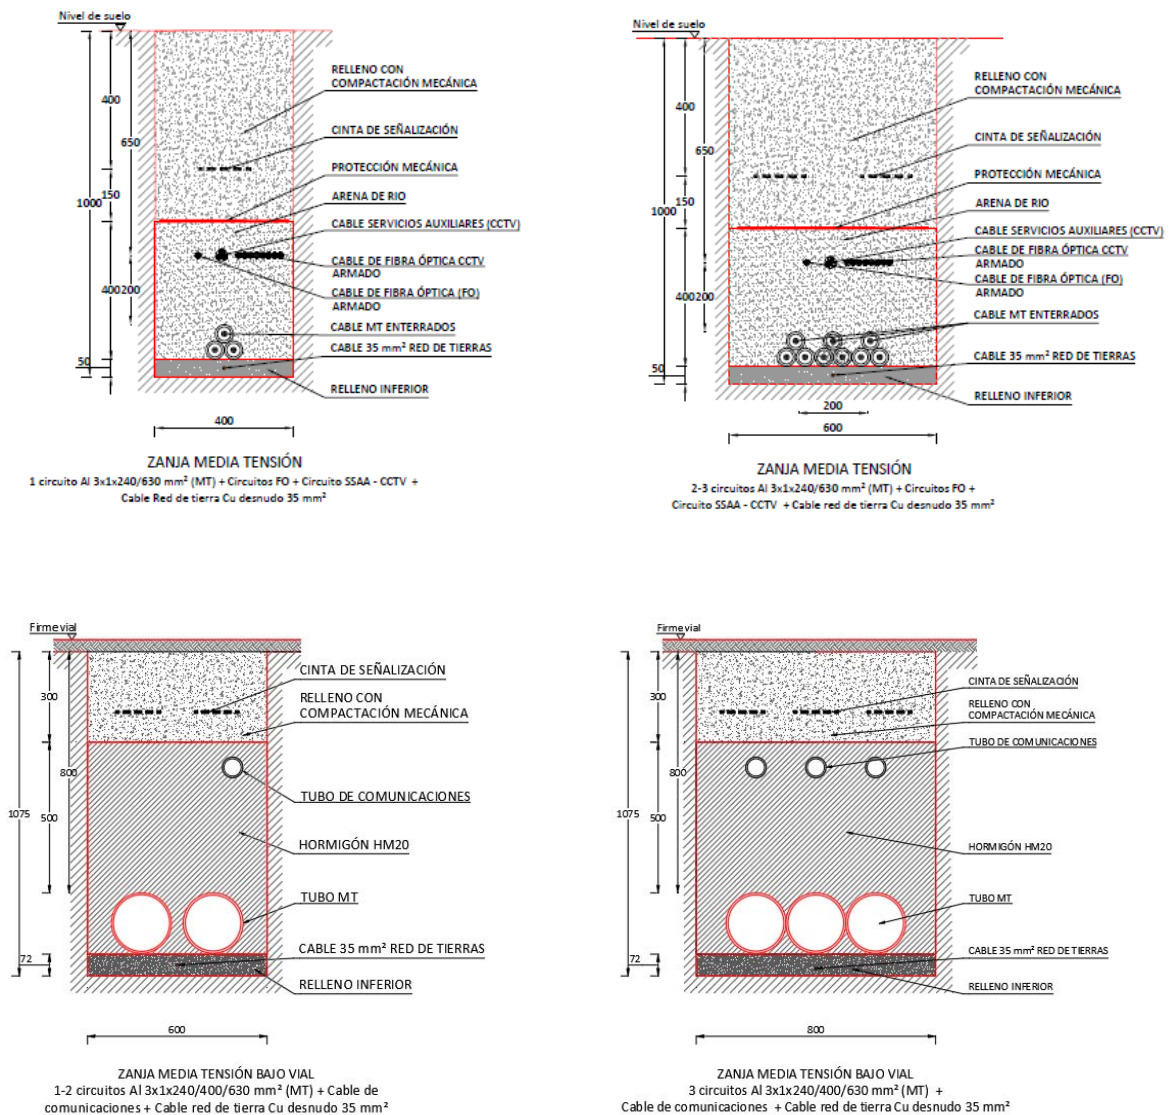 Nivel de suelo
RELLENO CON
COMPACTACIÓN MECÁNICA
400
CINTA DE SEÑALIZACIÓN
650
PROTECCIÓN MECÁNICA
150
1000
ARENA DE RIO
CABLE SERVICIOS AUXILIARES (CCTV)
CABLE DE FIBRA ÓPTICA CCTV
ARMADO
400
200
CABLE DE FIBRA ÓPTICA (FO)
ARMADO
CABLE MT ENTERRADOS
CABLE 35 mm² RED DE TIERRAS
50
RELLENO INFERIOR
400
ZANJA MEDIA TENSIÓN
1 circuito Al 3x1x240/630 mm² (MT) + Circuitos FO + Circuito SSAA - CCTV +
Cable Red de tierra Cu desnudo 35 mm²
Nivel de suelo
RELLENO CON
COMPACTACIÓN MECÁNICA
400
CINTA DE SEÑALIZACIÓN
650
PROTECCIÓN MECÁNICA
150
1000
ARENA DE RIO
CABLE SERVICIOS AUXILIARES (CCTV)
CABLE DE FIBRA ÓPTICA CCTV
ARMADO
CABLE DE FIBRA ÓPTICA (FO)
ARMADO
400
200
CABLE MT ENTERRADOS
CABLE 35 mm² RED DE TIERRAS
50
RELLENO INFERIOR
200
600
ZANJA MEDIA TENSIÓN
2-3 circuitos Al 3x1x240/630 mm² (MT) + Circuitos FO +
Circuito SSAA - CCTV + Cable red de tierra Cu desnudo 35 mm²
Firme vial
CINTA DE SEÑALIZACIÓN
300
RELLENO CON
COMPACTACIÓN MECÁNICA
800
TUBO DE COMUNICACIONES
1075
500
HORMIGÓN HM20
TUBO MT
CABLE 35 mm² RED DE TIERRAS
72
RELLENO INFERIOR
600
ZANJA MEDIA TENSIÓN BAJO VIAL
1-2 circuitos Al 3x1x240/400/630 mm² (MT) + Cable de
comunicaciones + Cable red de tierra Cu desnudo 35 mm²
Firme vial
CINTA DE SEÑALIZACIÓN
300
RELLENO CON
COMPACTACIÓN MECÁNICA
TUBO DE COMUNICACIONES
800
1075
500
HORMIGÓN HM20
TUBO MT
CABLE 35 mm² RED DE TIERRAS
72
RELLENO INFERIOR
800
ZANJA MEDIA TENSIÓN BAJO VIAL
3 circuitos Al 3x1x240/400/630 mm² (MT) +
Cable de comunicaciones + Cable red de tierra Cu desnudo 35 mm²